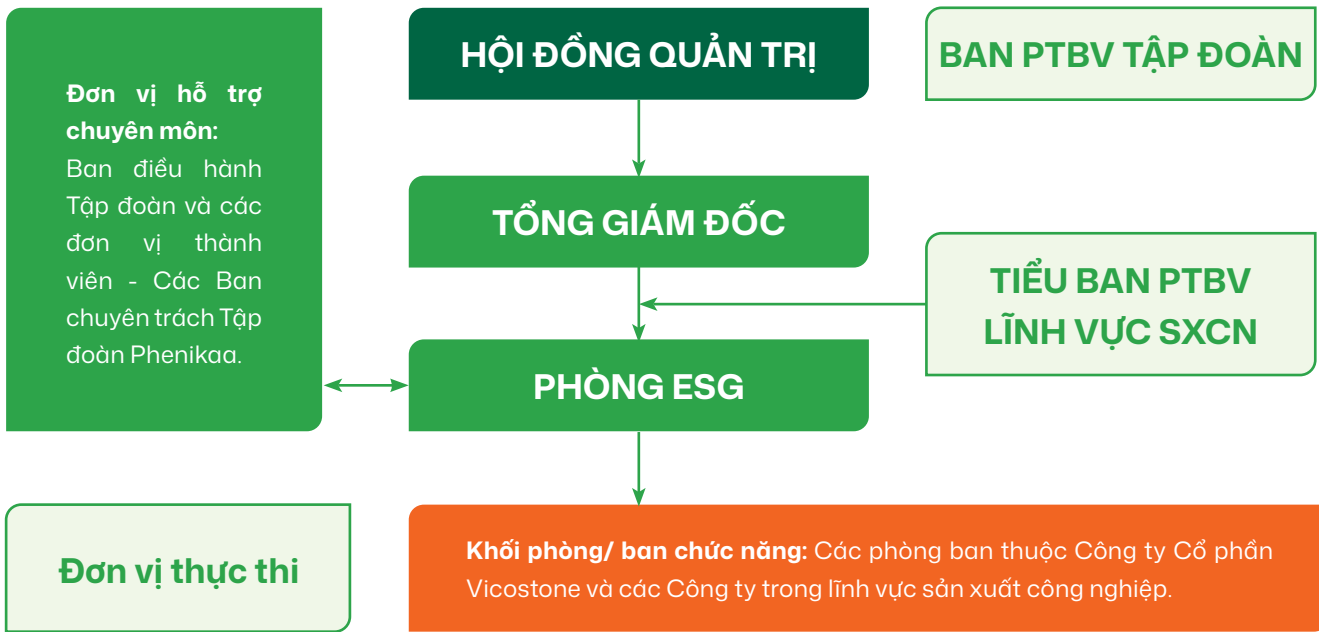 Đơn vị hỗ trợ
chuyên môn:
Ban điều hành
Tập đoàn và các
đơn vị thành
viên - Các Ban
chuyên trách Tập
đoàn Phenikaa.
HỘI ĐỒNG QUẢN TRỊ
BAN PTBV TẬP ĐOÀN
TỔNG GIÁM ĐỐC
TIỂU BAN PTBV
LĨNH VỰC SXCN
PHÒNG ESG
Đơn vị thực thi
Khối phòng/ ban chức năng: Các phòng ban thuộc Công ty Cổ phần
Vicostone và các Công ty trong lĩnh vực sản xuất công nghiệp.